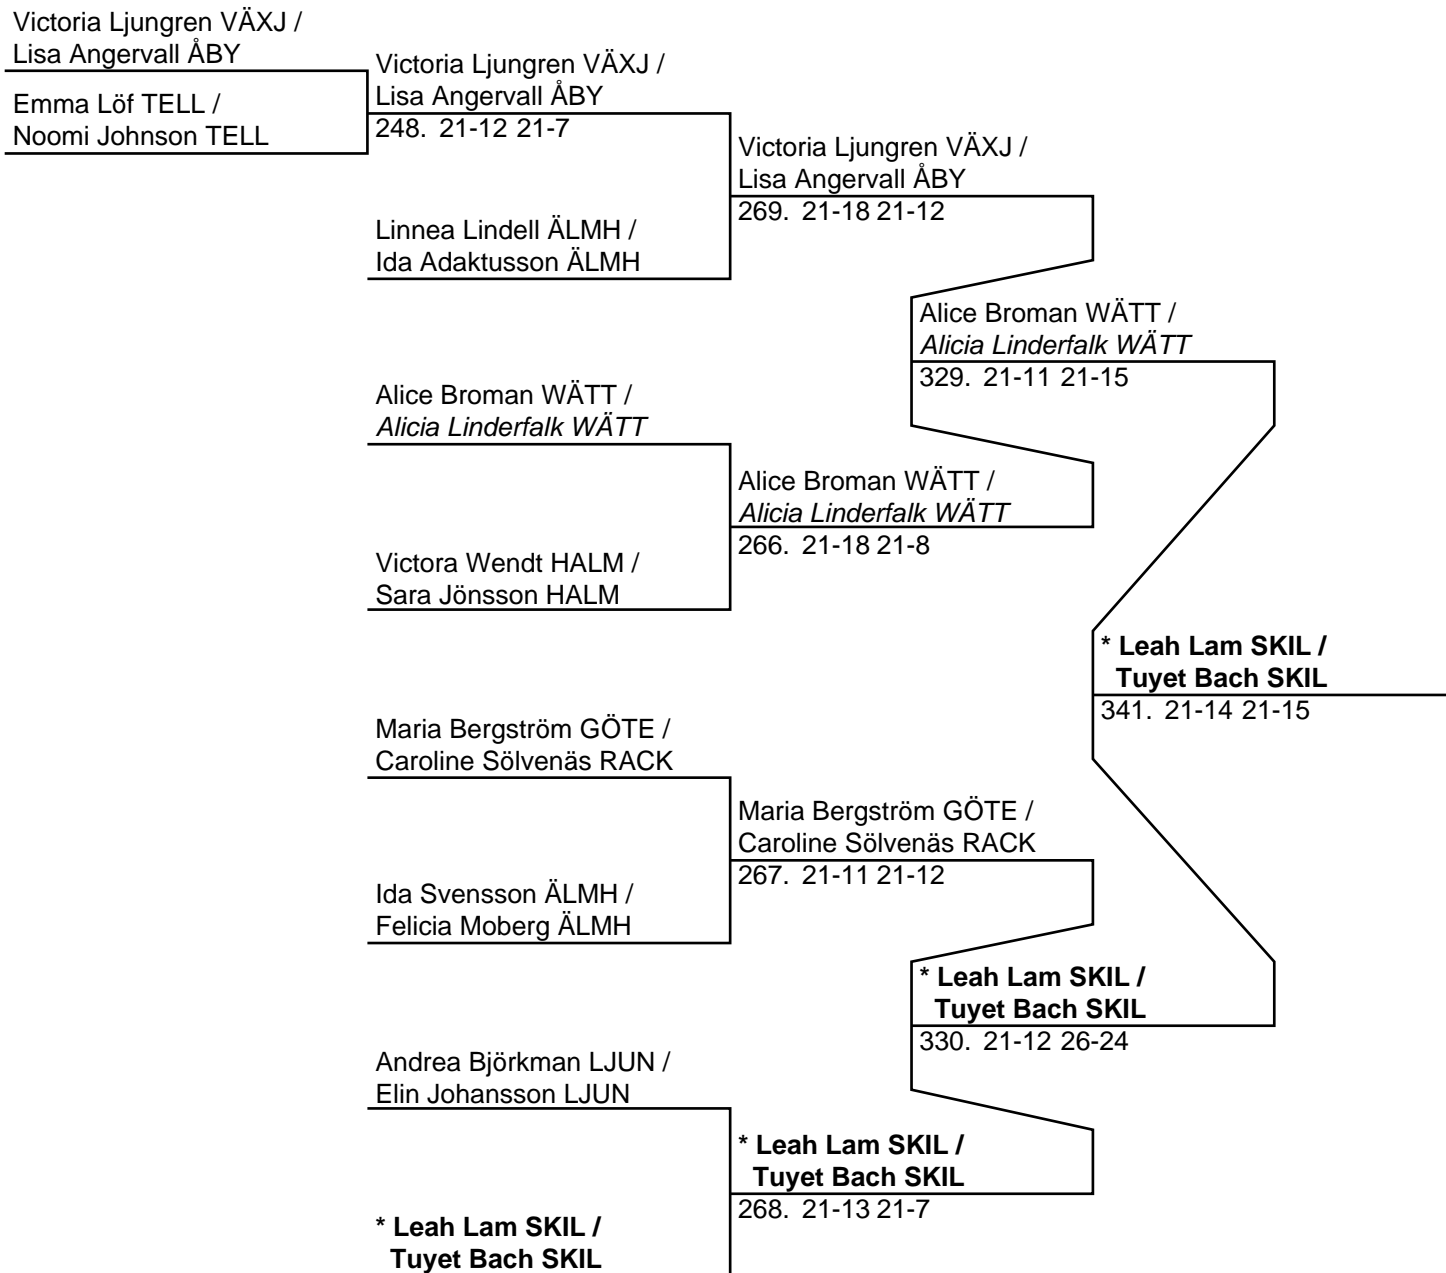 Victoria Ljungren VÄXJ /
Lisa Angervall ÅBY
Emma Löf TELL /
Noomi Johnson TELL
Victoria Ljungren VÄXJ /
Lisa Angervall ÅBY
248. 21-12 21-7
Linnea Lindell ÄLMH /
Ida Adaktusson ÄLMH
Alice Broman WÄTT /
Alicia Linderfalk WÄTT
Victora Wendt HALM /
Sara Jönsson HALM
Maria Bergström GÖTE /
Caroline Sölvenäs RACK
Ida Svensson ÄLMH /
Felicia Moberg ÄLMH
Andrea Björkman LJUN /
Elin Johansson LJUN
* Leah Lam SKIL /
Tuyet Bach SKIL
Victoria Ljungren VÄXJ /
Lisa Angervall ÅBY
269. 21-18 21-12
Alice Broman WÄTT /
Alicia Linderfalk WÄTT
266. 21-18 21-8
Maria Bergström GÖTE /
Caroline Sölvenäs RACK
267. 21-11 21-12
* Leah Lam SKIL /
Tuyet Bach SKIL
268. 21-13 21-7
Alice Broman WÄTT /
Alicia Linderfalk WÄTT
329. 21-11 21-15
* Leah Lam SKIL /
Tuyet Bach SKIL
330. 21-12 26-24
* Leah Lam SKIL /
Tuyet Bach SKIL
341. 21-14 21-15